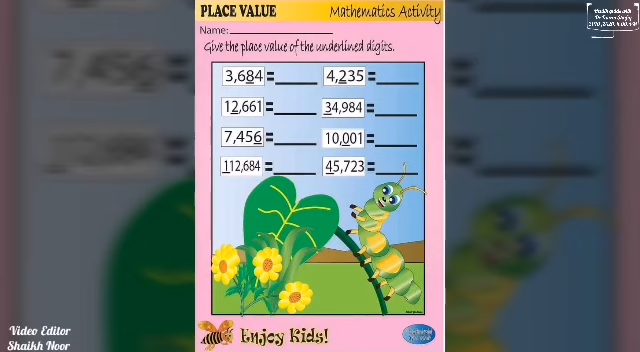 PLACE VALUE Mathematics Activity
Name:
Give the place value of the underlined digits.
3,684= 4,235=
12,661= 34,984=
7,456= 10,001=
112,684= 45,723=
Enjoy Kids!
Video Editor
Shaikh Noor